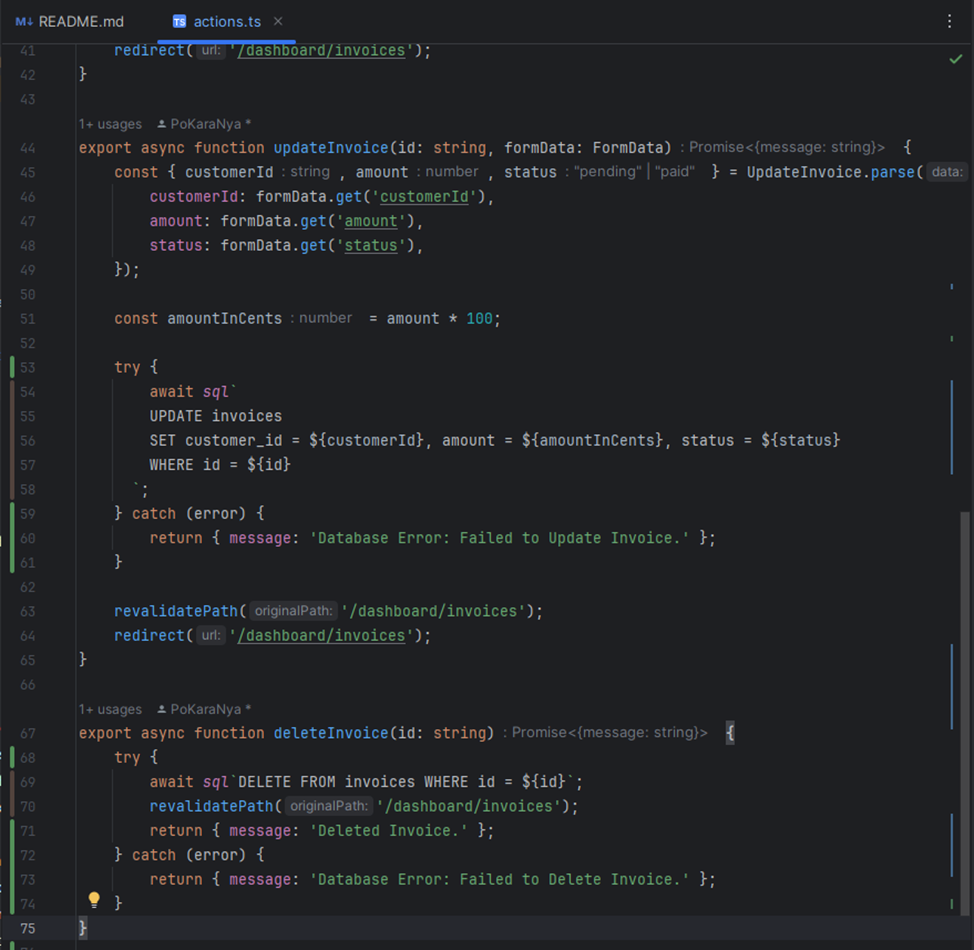 M↓ README.md TS actions.ts ×
41 redirect( url: '/dashboard/invoices');
42 }
43
1+ usages PoKaraNya *
44 export async function updateInvoice(id: string, formData: FormData) : Promise<{message: string}> {
45 const { customerId : string , amount : number , status : "pending" | "paid" } = UpdateInvoice.parse( data:
46 customerId: formData.get('customerId'),
47 amount: formData.get('amount'),
48 status: formData.get('status'),
49 });
50
51 const amountInCents : number = amount * 100;
52
53 try {
54 await sql`
55 UPDATE invoices
56 SET customer_id = ${customerId}, amount = ${amountInCents}, status = ${status}
57 WHERE id = ${id}
58 `;
59 } catch (error) {
60 return { message: 'Database Error: Failed to Update Invoice.' };
61 }
62
63 revalidatePath( originalPath: '/dashboard/invoices');
64 redirect( url: '/dashboard/invoices');
65 }
66
1+ usages PoKaraNya *
67 export async function deleteInvoice(id: string) : Promise<{message: string}> {
68 try {
69 await sql`DELETE FROM invoices WHERE id = ${id}`;
70 revalidatePath( originalPath: '/dashboard/invoices');
71 return { message: 'Deleted Invoice.' };
72 } catch (error) {
73 return { message: 'Database Error: Failed to Delete Invoice.' };
74 }
75 }